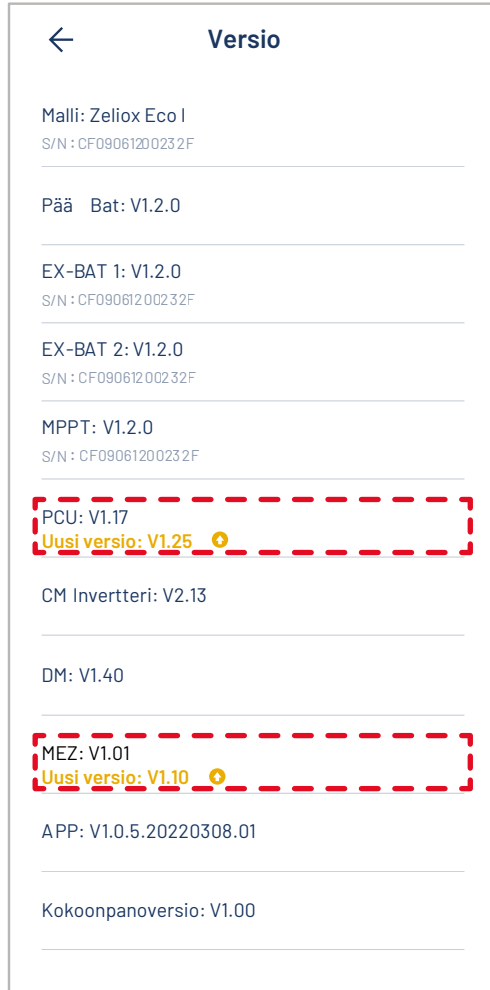 Versio
Malli: Zeliox Eco I
S/N : CF09061200232F
Pää Bat: V1.2.0
EX-BAT 1: V1.2.0
S/N : CF09061200232F
EX-BAT 2: V1.2.0
S/N : CF09061200232F
MPPT: V1.2.0
S/N : CF09061200232F
PCU: V1.17
Uusi versio: V1.25
CM Invertteri: V2.13
DM: V1.40
MEZ: V1.01
Uusi versio: V1.10
APP: V1.0.5.20220308.01
Kokoonpanoversio: V1.00